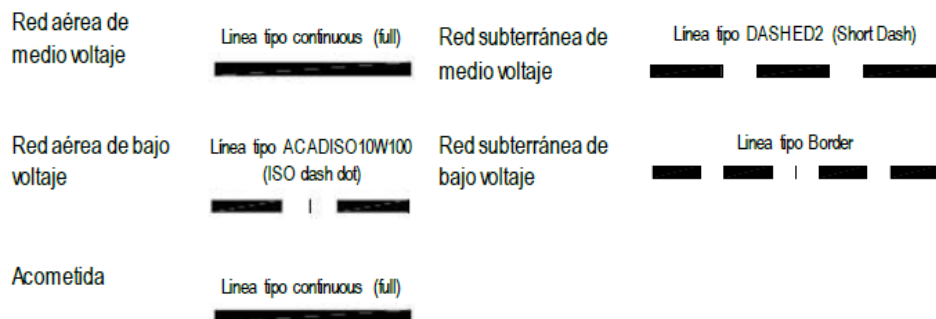 Red aérea de
medio voltaje
Linea tipo continuous (full)
Red subterránea de
medio voltaje
Línea tipo DASHED2 (Short Dash)
Red aérea de bajo
voltaje
Línea tipo ACADISO10W100
(ISO dash dot)
Red subterránea de
bajo voltaje
Linea tipo Border
Acometida
Linea tipo continuous (full)